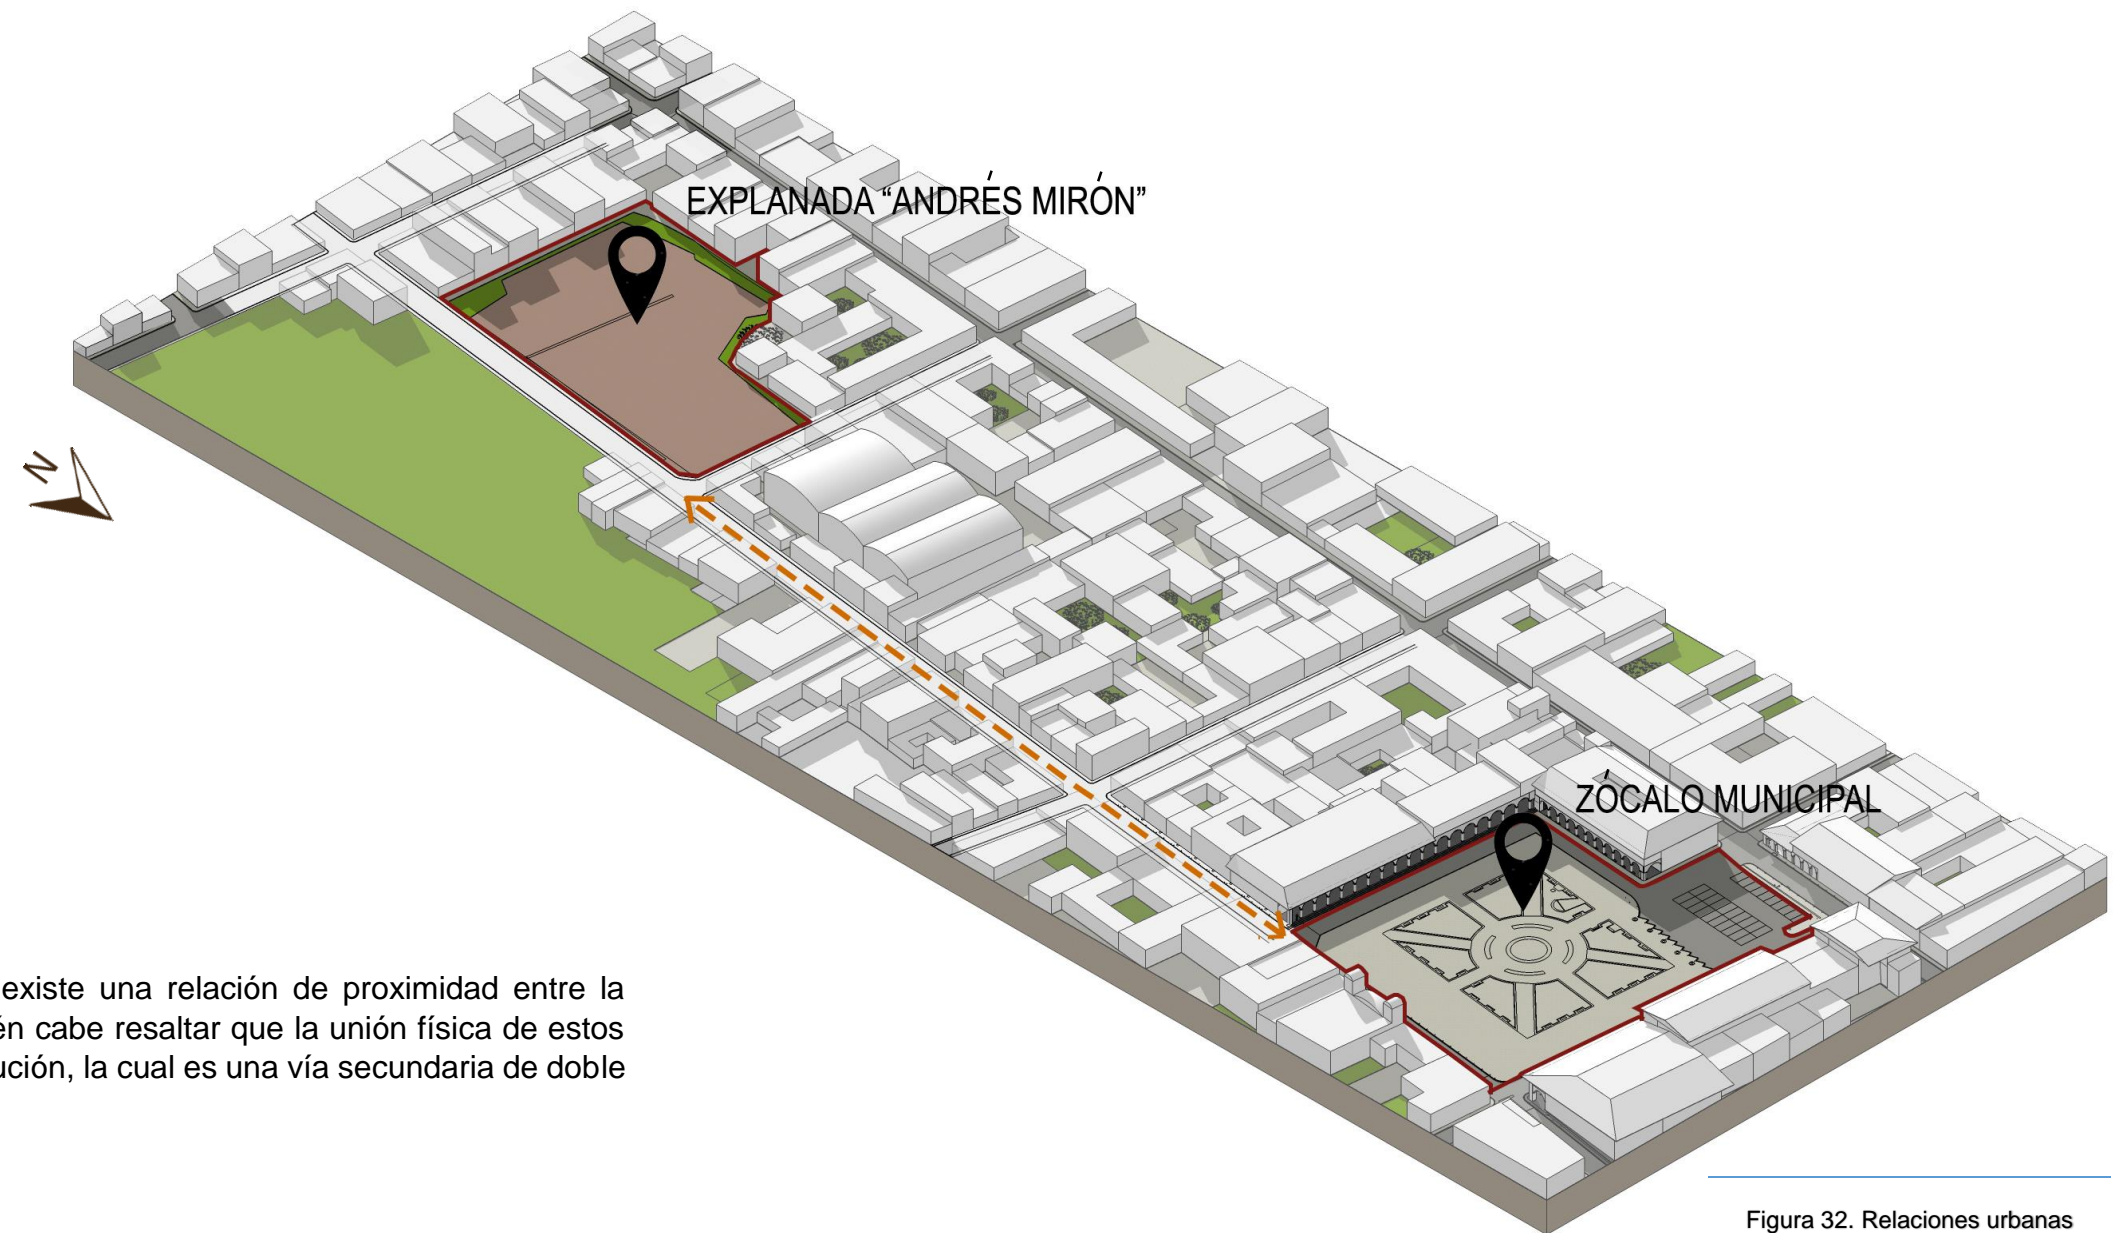 EXPLANADA “ANDRÉS MIRÓN”
N
ZÓCALO MUNICIPAL
existe una relación de proximidad entre la
én cabe resaltar que la unión física de estos
ución, la cual es una vía secundaria de doble
Figura 32. Relaciones urbanas